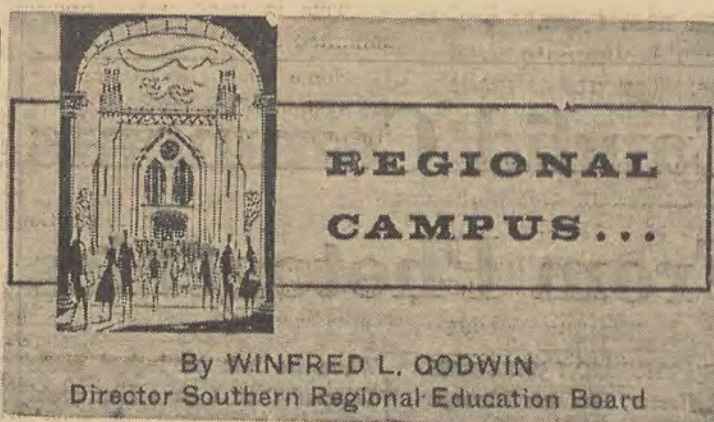 REGIONAL
CAMPUS...
By WINFRED L. GODWIN
Director Southern Regional Education Board